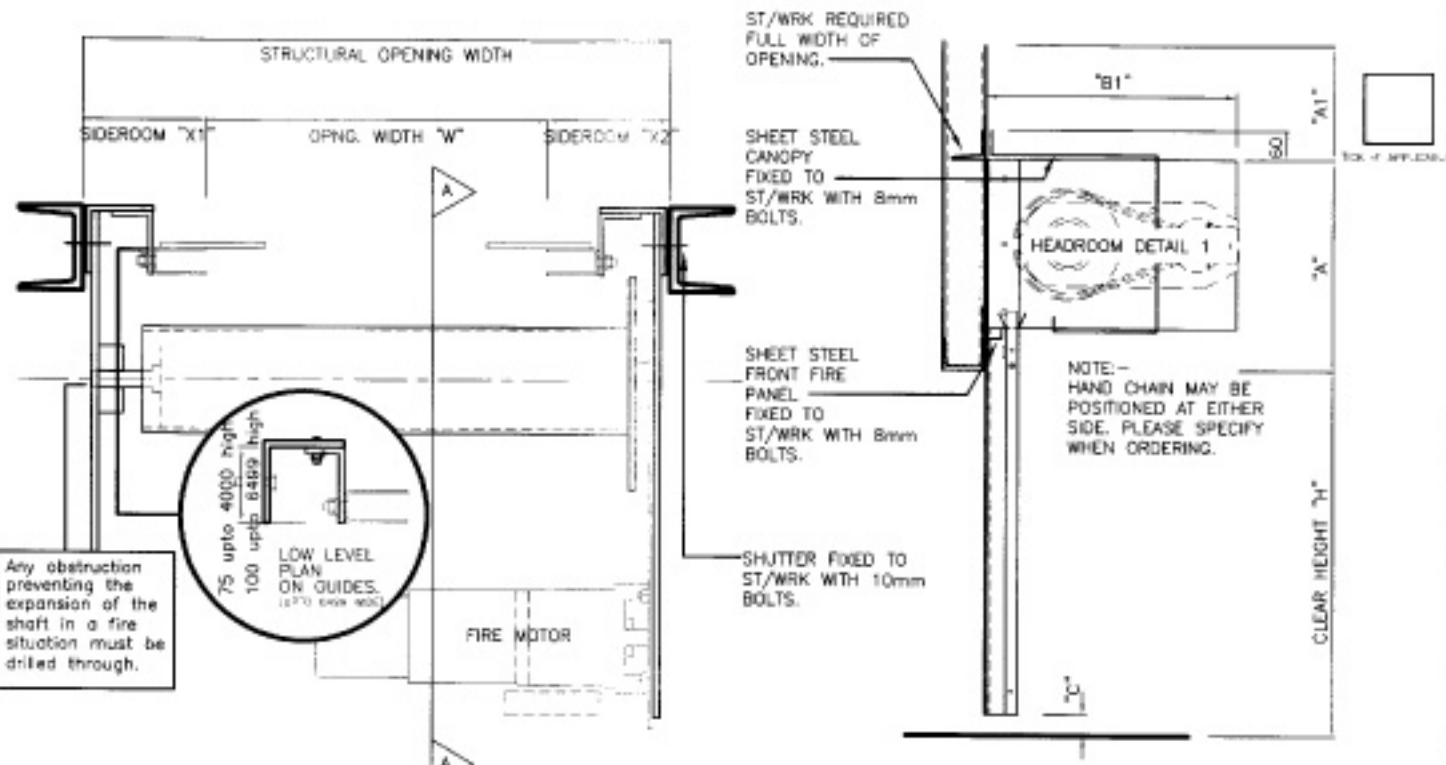 STRUCTURAL OPENING WIDTH
SIDEROOM "X1"
OPNG. WIDTH "W"
SIDEROOM "X2"
A
A
75 upto 4000 high
100 upto 6499 high
LOW LEVEL
PLAN
ON GUIDES.
Any obstruction
preventing the
expansion of the
shaft in a fire
situation must be
drilled through.
FIRE MOTOR
ST/WRK REQUIRED
FULL WIDTH OF
OPENING.
SHEET STEEL
CANOPY
FIXED TO
ST/WRK WITH 8mm
BOLTS.
SHEET STEEL
FRONT FIRE
PANEL
FIXED TO
ST/WRK WITH 8mm
BOLTS.
SHUTTER FIXED TO
ST/WRK WITH 10mm
BOLTS.
"B1"
60
"A1"
HEADROOM DETAIL 1
"A"
NOTE:-
HAND CHAIN MAY BE
POSITIONED AT EITHER
SIDE. PLEASE SPECIFY
WHEN ORDERING.
CLEAR HEIGHT "H"
"C"